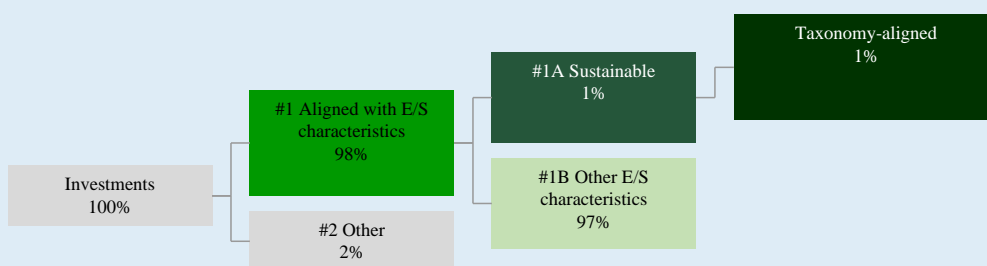 Investments
100%
#1 Aligned with E/S
characteristics
98%
#2 Other
2%
#1A Sustainable
1%
#1B Other E/S
characteristics
97%
Taxonomy-aligned
1%